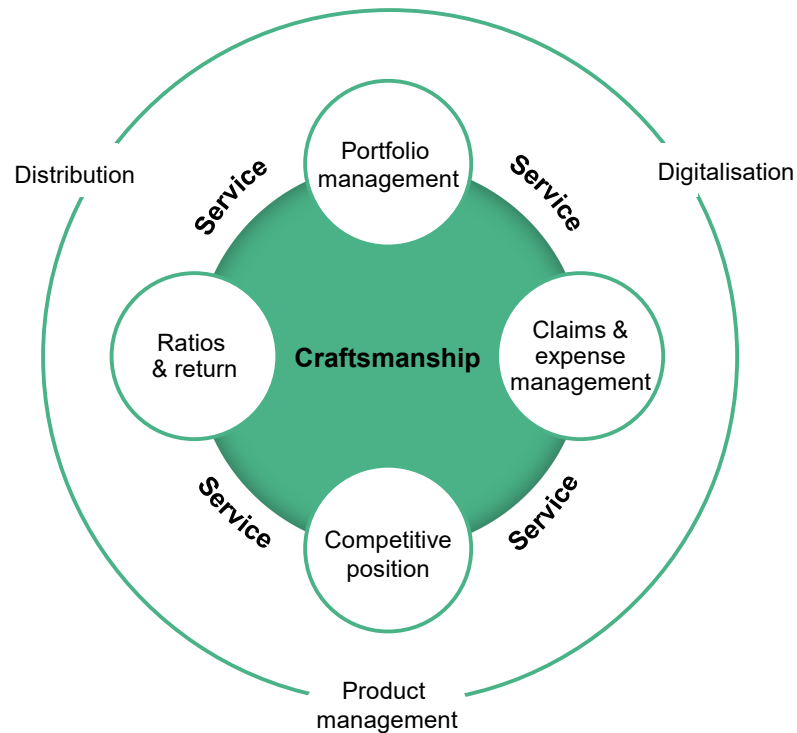 Portfolio
management
Service
Service
Distribution
Digitalisation
Ratios
& return
Craftsmanship
Claims &
expense
management
Service
Service
Competitive
position
Product
management